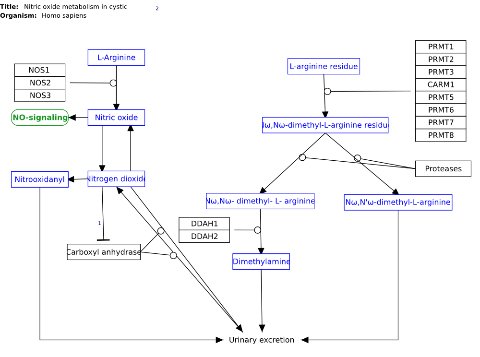 Title: Nitric oxide metabolism in cystic
2
Organism: Homo sapiens
L-Arginine
NOS1
NOS2
NOS3
NO-signaling
Nitric oxide
Nitrooxidanyl
Nitrogen dioxide
1
Carboxyl anhydrase
DDAH1
DDAH2
L-arginine residue
PRMT1
PRMT2
PRMT3
CARM1
PRMT5
PRMT6
PRMT7
PRMT8
Nω,Nω-dimethyl-L-arginine residue
Proteases
Nω,Nω- dimethyl- L- arginine
Nω,N'ω-dimethyl-L-arginine
Dimethylamine
Urinary excretion